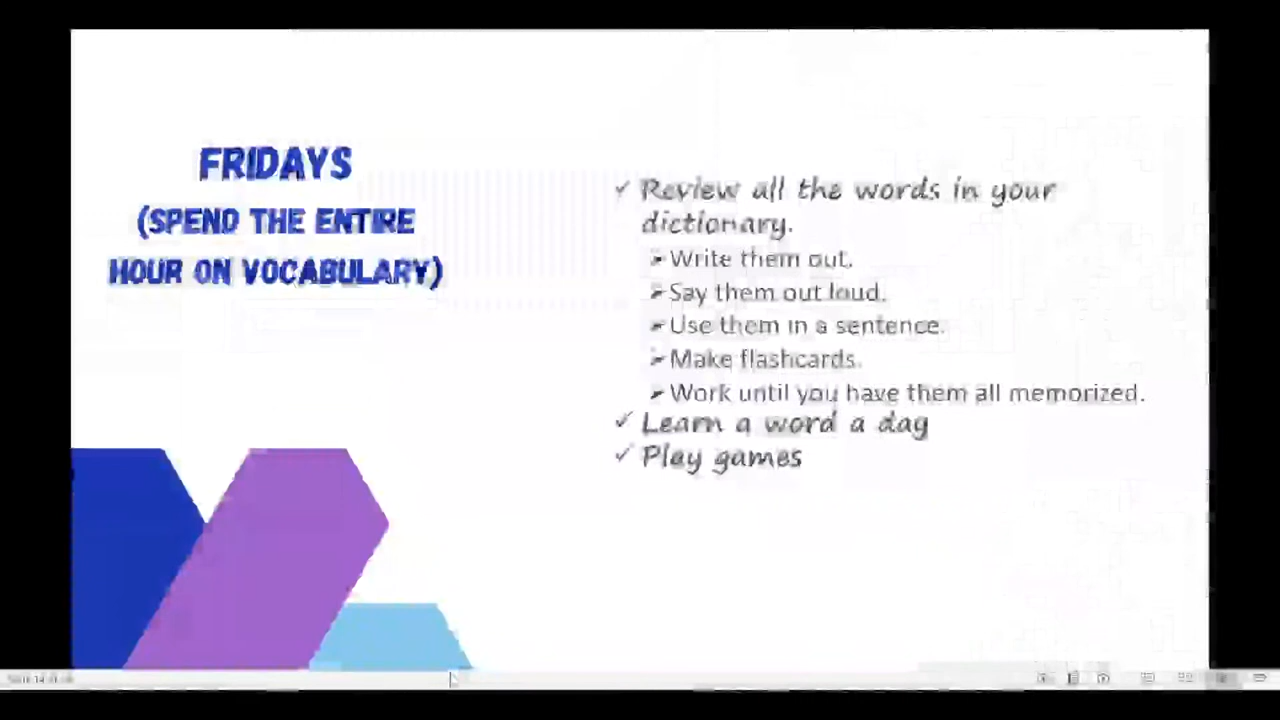 FRIDAYS
(SPEND THE ENTIRE
HOUR ON VOCABULARY)
✓ Review all the words in your
dictionary.
➢Write them out.
➢Say them out loud.
➢Use them in a sentence.
➢Make flashcards.
➢Work until you have them all memorized.
✓ Learn a word a day
✓ Play games